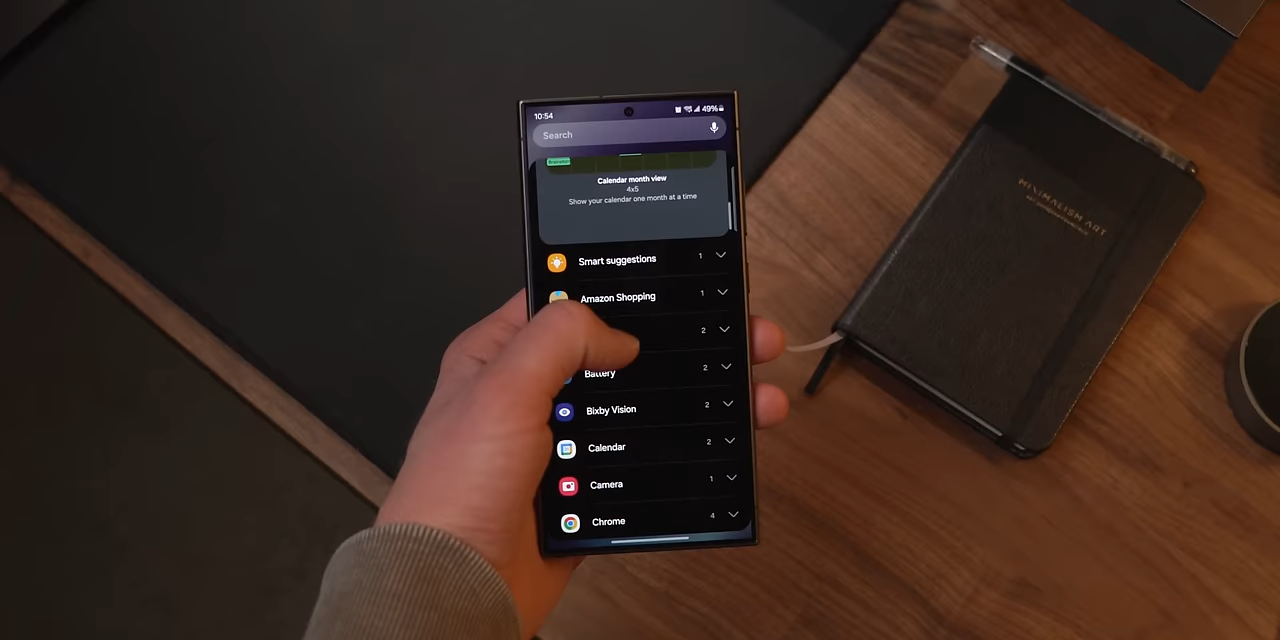 10:54
49%
Search
Calendar month view
4x5
Show your calendar one month at a time
Smart suggestions 1
Amazon Shopping 1
2
Battery 2
Bixby Vision 2
Calendar 2
Camera 1
Chrome 4
MINIMALISM ART